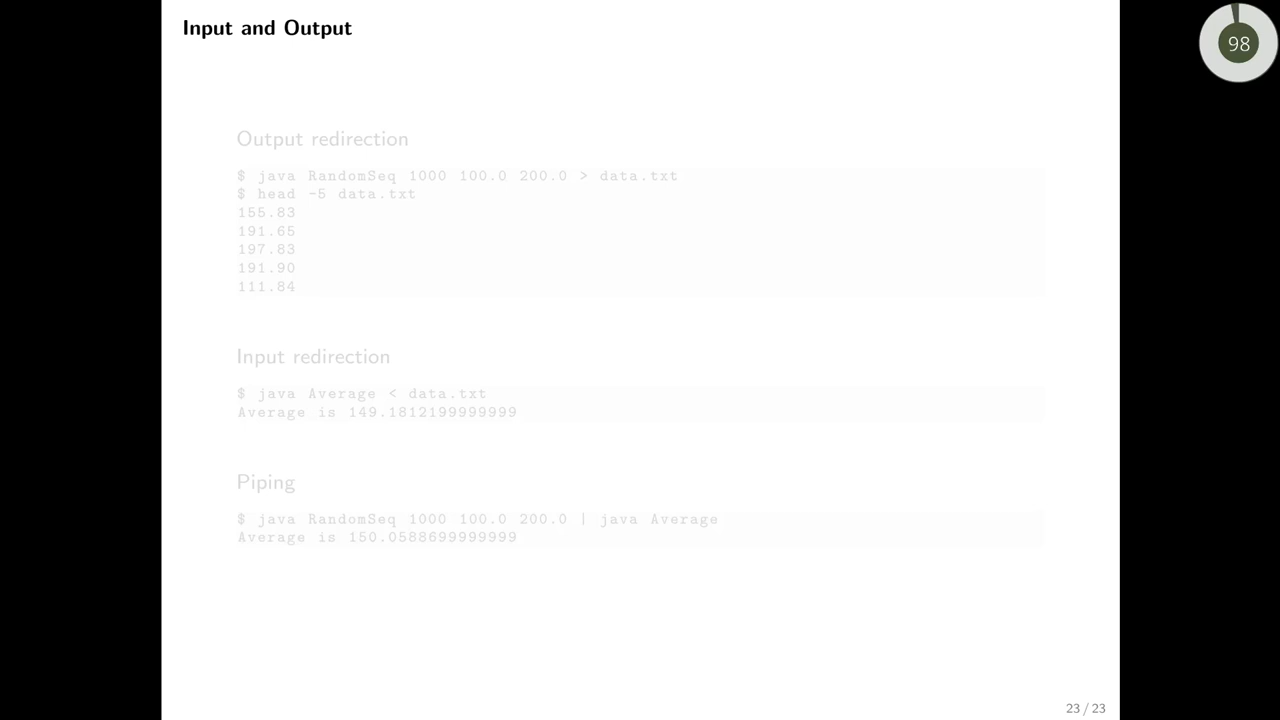 Input and Output
98
Output redirection
$ java RandomSeq 1000 100.0 200.0 > data.txt
$ head -5 data.txt
155.83
191.65
197.83
191.90
111.84
Input redirection
$ java Average < data.txt
Average is 149.1812199999999
Piping
$ java RandomSeq 1000 100.0 200.0 | java Average
Average is 150.0588699999999
23 / 23